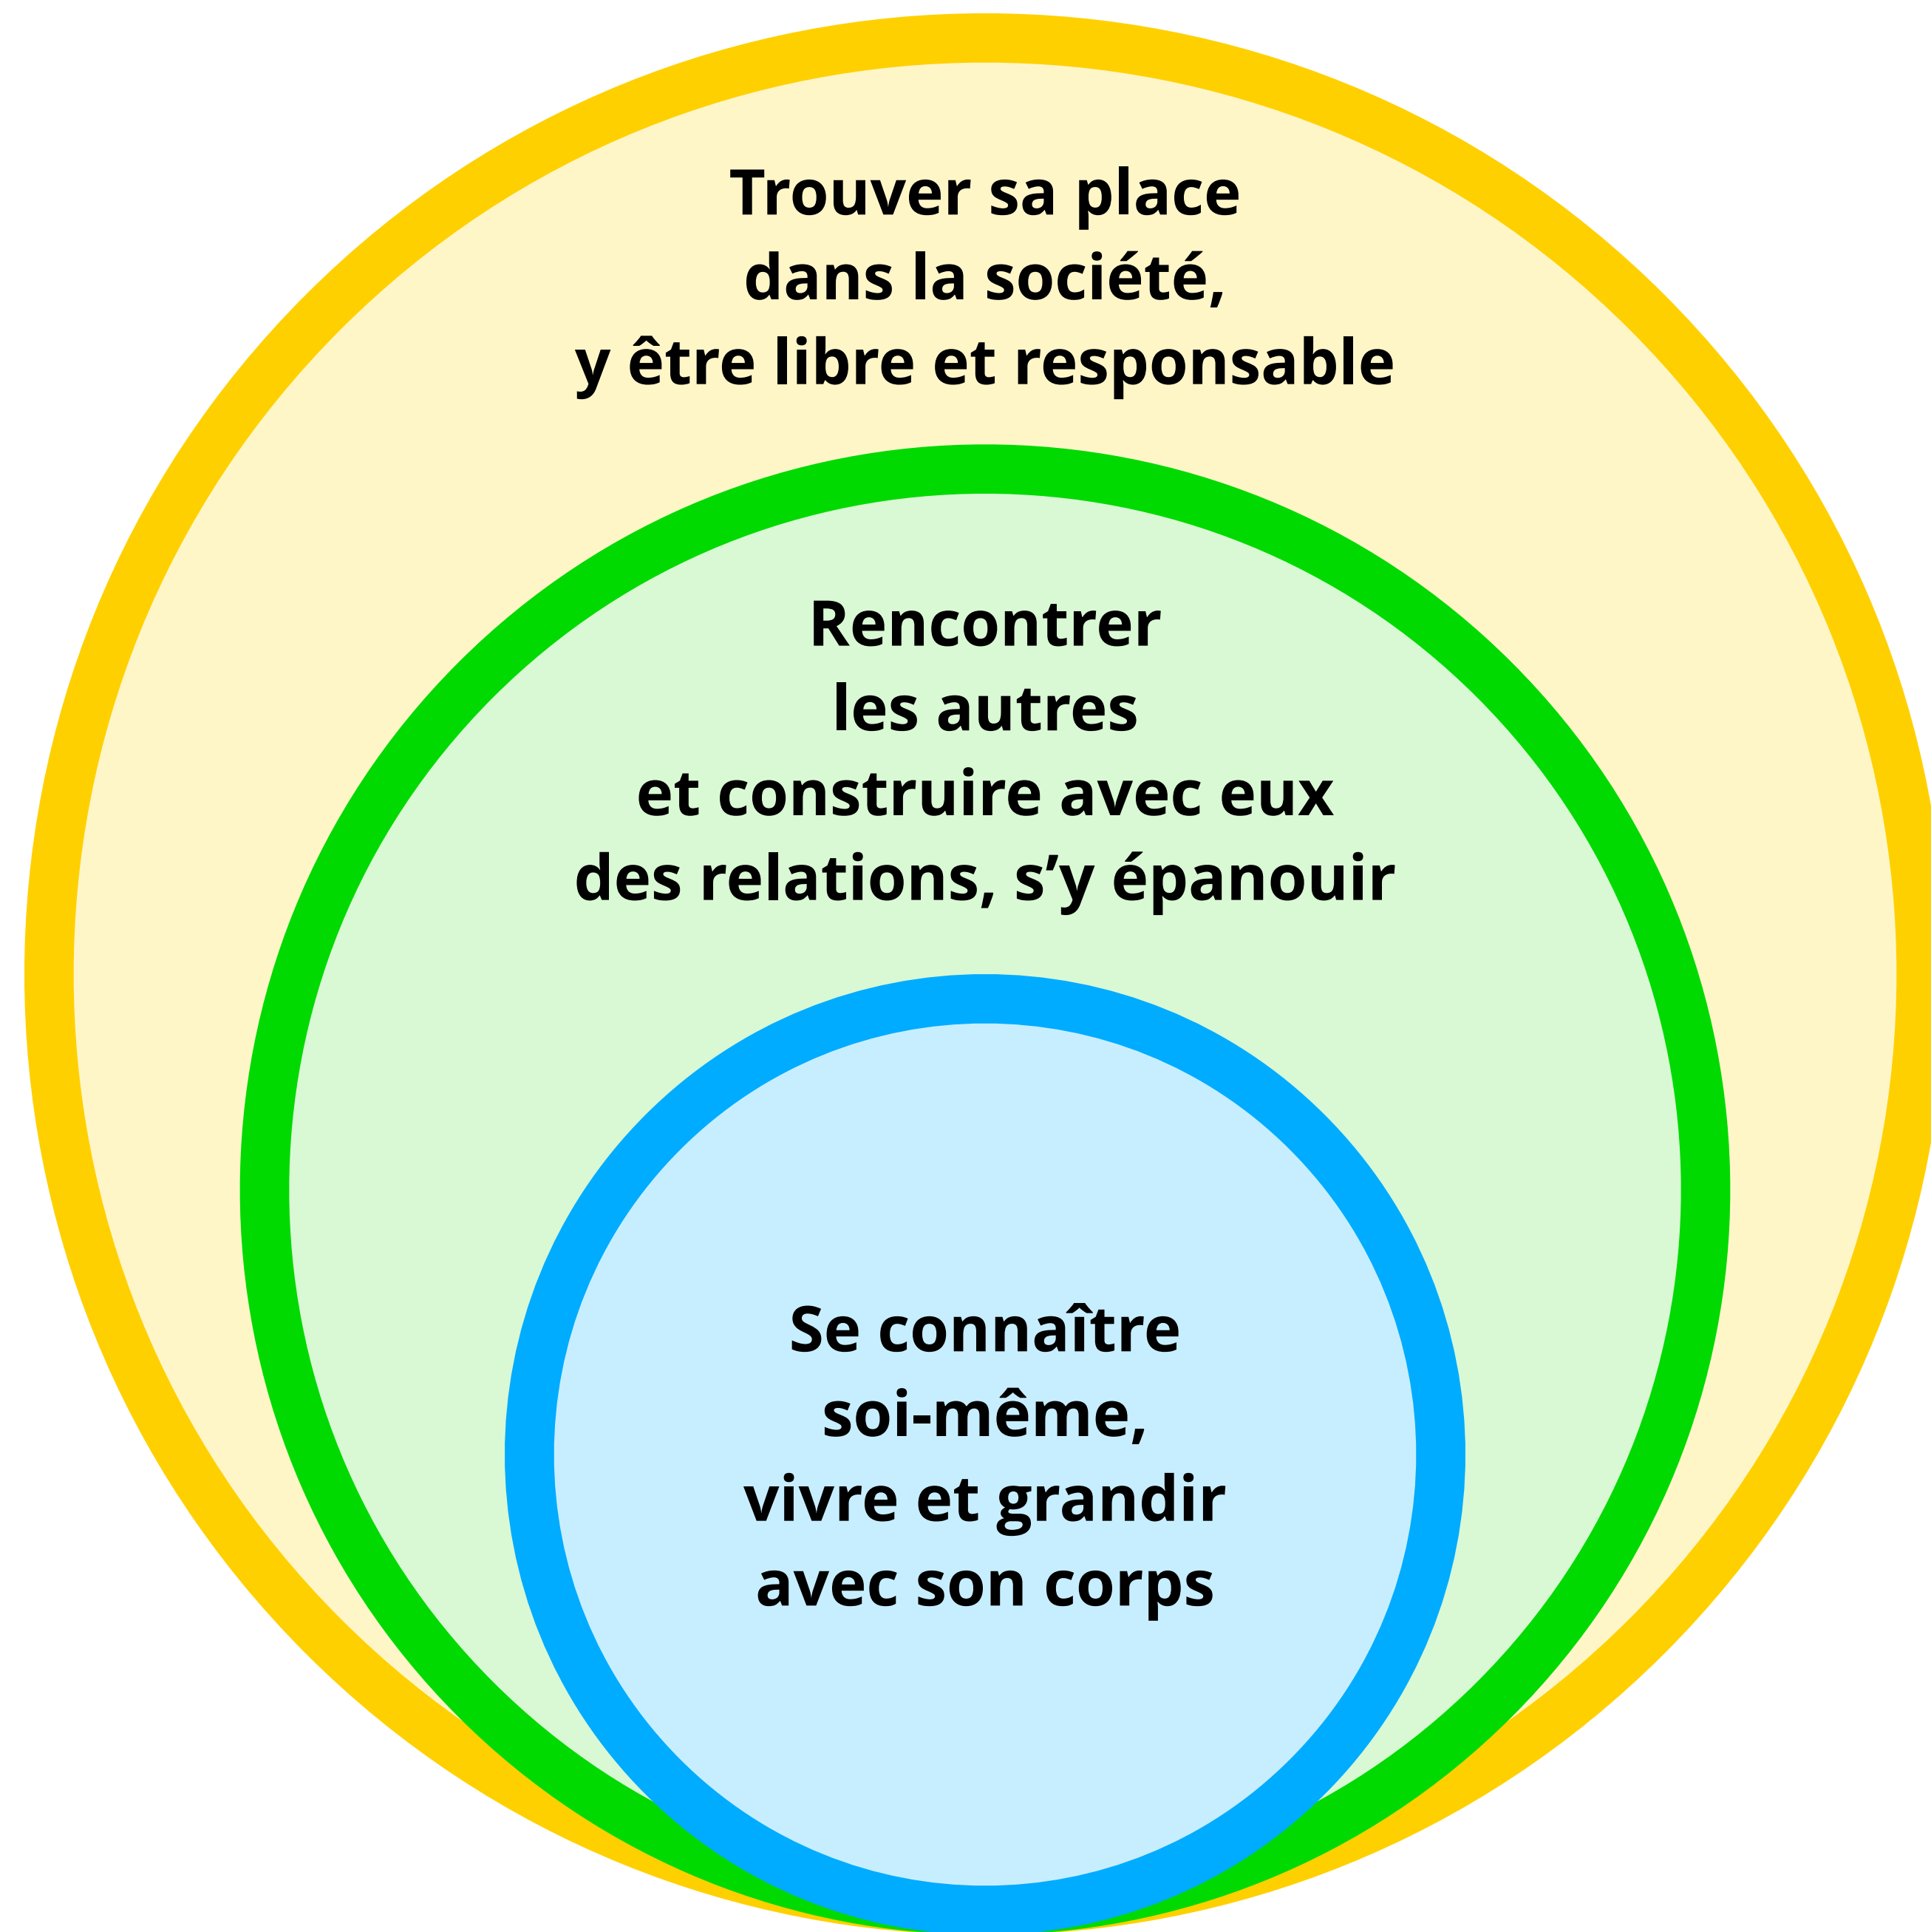 Trouver sa place
dans la société,
y être libre et responsable
Rencontrer
les autres
et construire avec eux
des relations, s'y épanouir
Se connaître
soi-même,
vivre et grandir
avec son corps